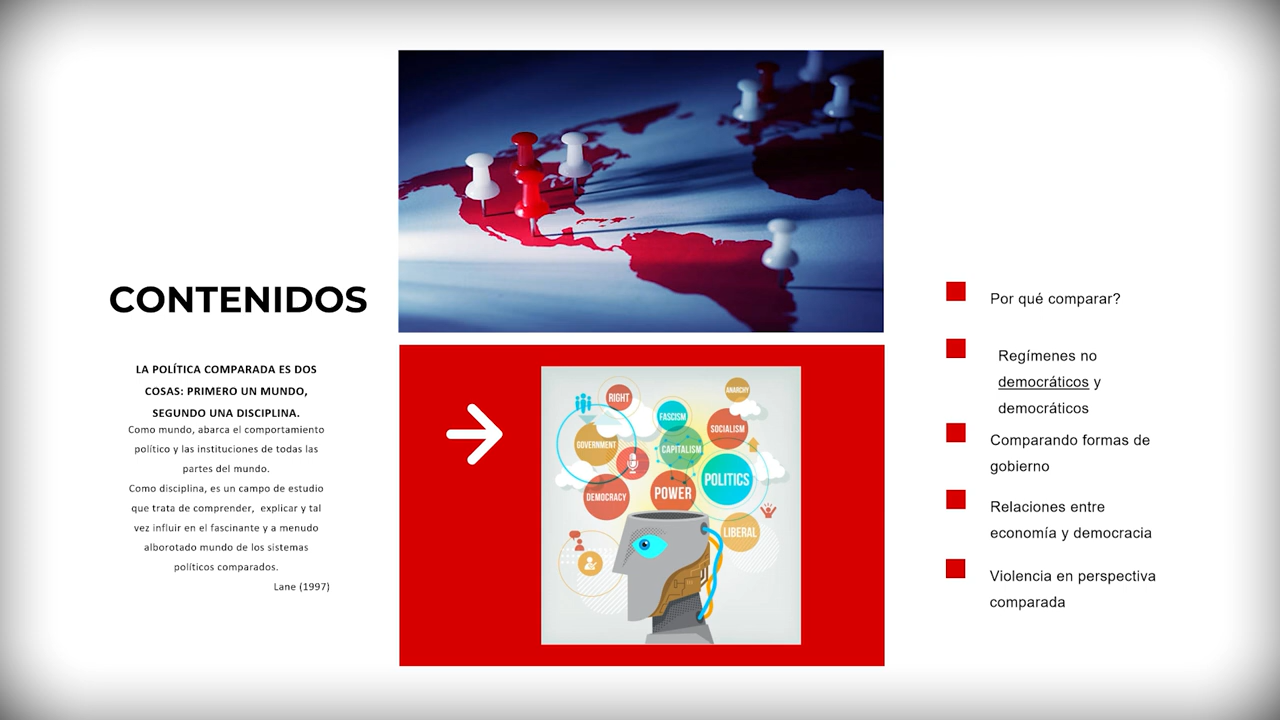 CONTENIDOS
LA POLÍTICA COMPARADA ES DOS
COSAS: PRIMERO UN MUNDO,
SEGUNDO UNA DISCIPLINA.
Como mundo, abarca el comportamiento
político y las instituciones de todas las
partes del mundo.
Como disciplina, es un campo de estudio
que trata de comprender, explicar y tal
vez influir en el fascinante y a menudo
alborotado mundo de los sistemas
políticos comparados.
Lane (1997)
RIGHT
ANARCHY
FASCISM
SOCIALISM
GOVERNMENT
CAPITALISM
POLITICS
DEMOCRACY
POWER
LIBERAL
Por qué comparar?
Regímenes no
democráticos y
democráticos
Comparando formas de
gobierno
Relaciones entre
economía y democracia
Violencia en perspectiva
comparada